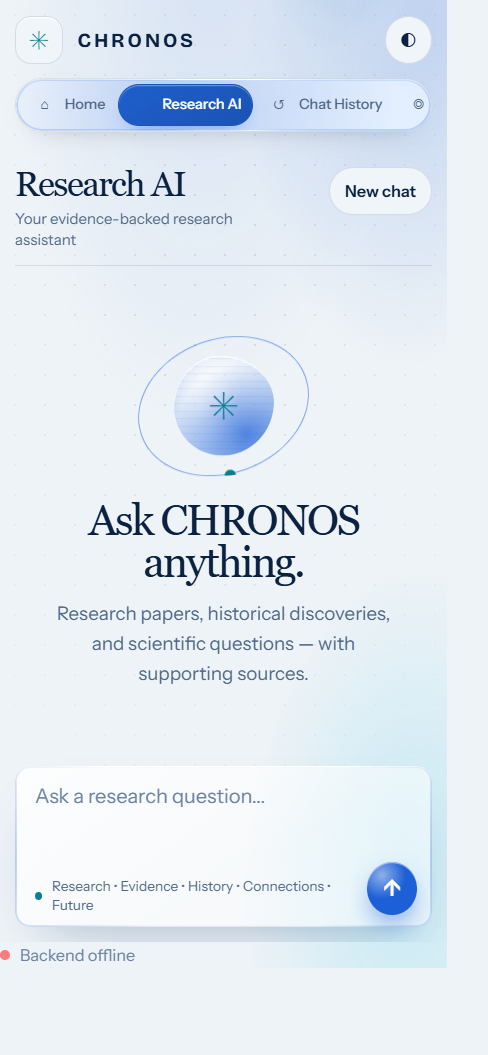 CHRONOS
Home Research AI Chat History
Research AI
New chat
Your evidence-backed research
assistant
Ask CHRONOS
anything.
Research papers, historical discoveries,
and scientific questions — with
supporting sources.
Ask a research question...
Research • Evidence • History • Connections •
Future
Backend offline